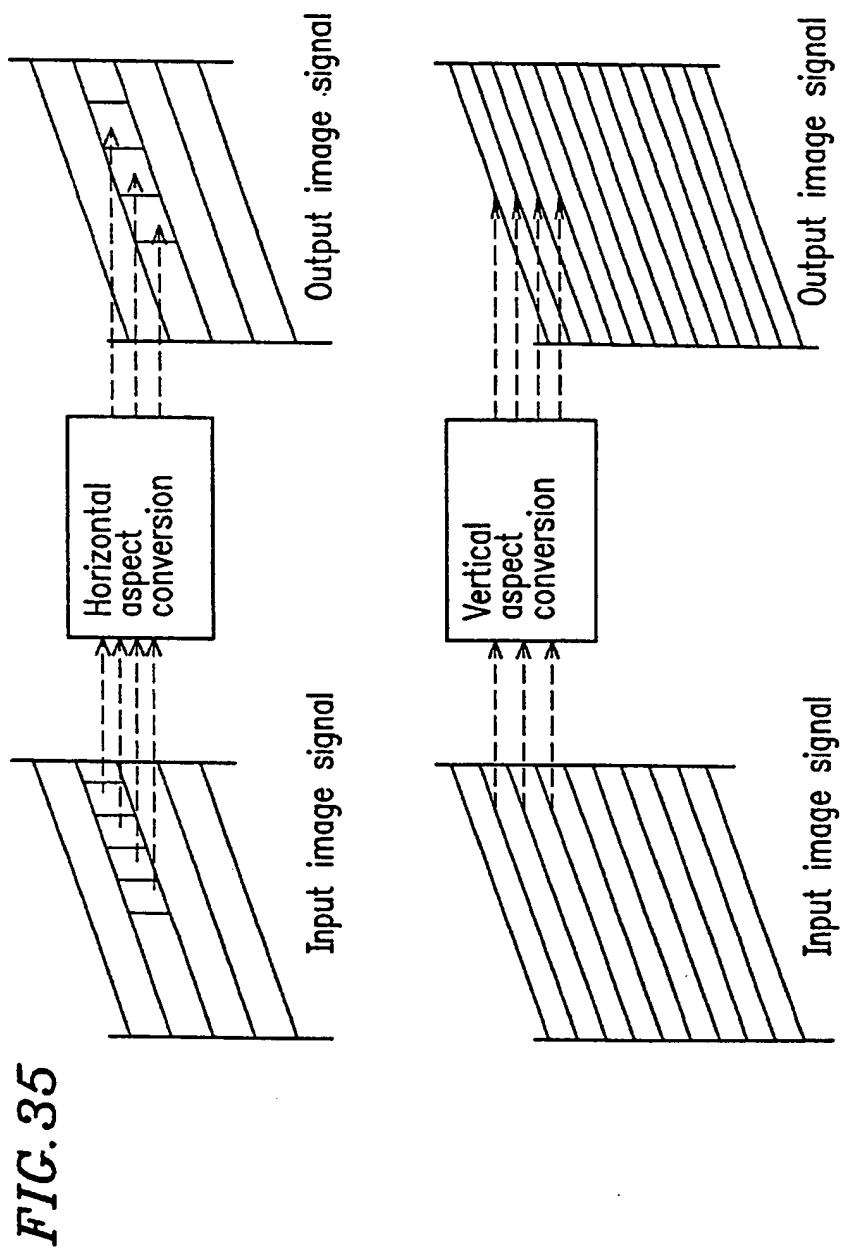 FIG. 35
Input image signal
Horizontal
aspect
conversion
Output image signal
Input image signal
Vertical
aspect
conversion
Output image signal